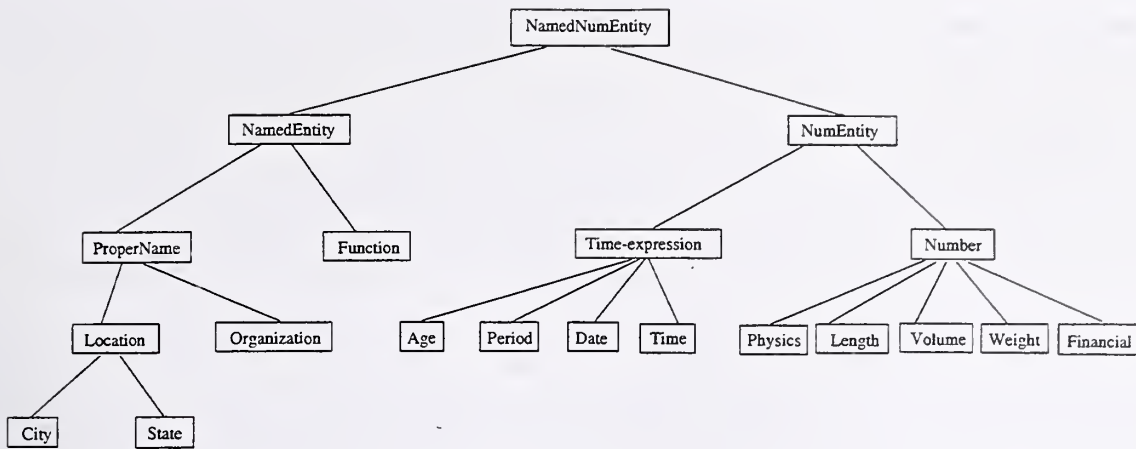 NamedNumEntity
NamedEntity
NumEntity
ProperName
Function
Time-expression
Number
Location
Organization
Age
Period
Date
Time
Physics
Length
Volume
Weight
Financial
City
State